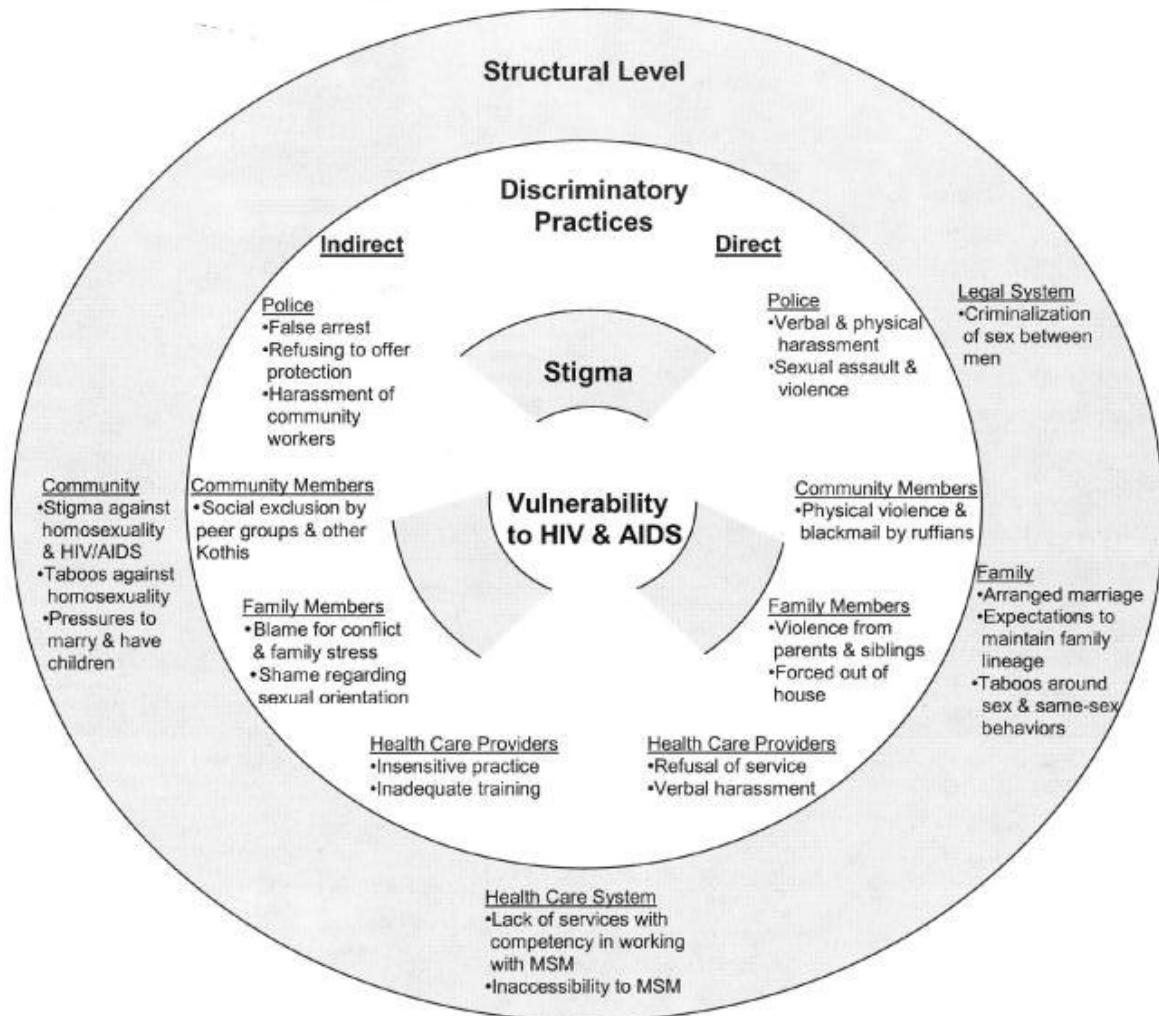 Structural Level
Discriminatory
Practices
Indirect
Direct
Police
•False arrest
•Refusing to offer
protection
•Harassment of
community
workers
Police
•Verbal & physical
harassment
•Sexual assault &
violence
Legal System
•Criminalization
of sex between
men
Stigma
Community
•Stigma against
homosexuality
& HIV/AIDS
•Taboos against
homosexuality
•Pressures to
marry & have
children
Community Members
•Social exclusion by
peer groups & other
Kothis
Vulnerability
to HIV & AIDS
Community Members
•Physical violence &
blackmail by ruffians
Family Members
•Blame for conflict
& family stress
•Shame regarding
sexual orientation
Family Members
•Violence from
parents & siblings
•Forced out of
house
Family
•Arranged marriage
•Expectations to
maintain family
lineage
•Taboos around
sex & same-sex
behaviors
Health Care Providers
•Insensitive practice
•Inadequate training
Health Care Providers
•Refusal of service
•Verbal harassment
Health Care System
•Lack of services with
competency in working
with MSM
•Inaccessibility to MSM